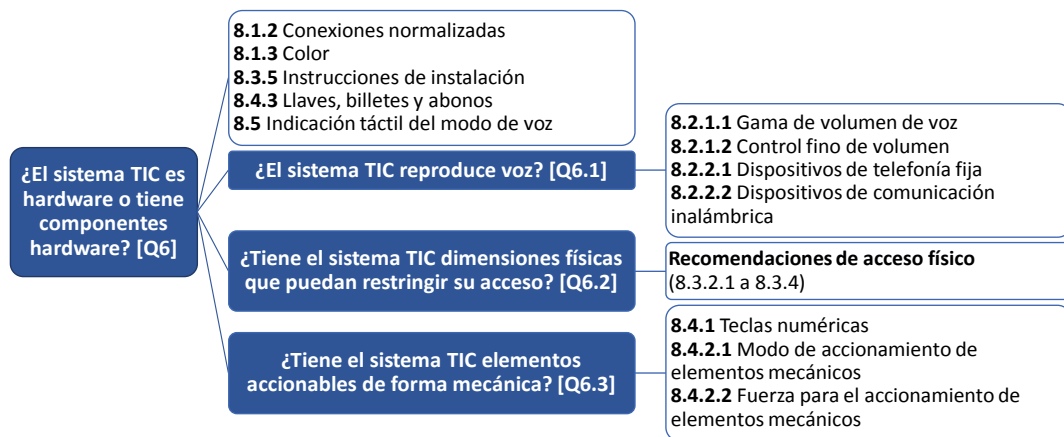 ¿El sistema TIC es
hardware o tiene
componentes
hardware? [Q6]
8.1.2 Conexiones normalizadas
8.1.3 Color
8.3.5 Instrucciones de instalación
8.4.3 Llaves, billetes y abonos
8.5 Indicación táctil del modo de voz
¿El sistema TIC reproduce voz? [Q6.1]
8.2.1.1 Gama de volumen de voz
8.2.1.2 Control fino de volumen
8.2.2.1 Dispositivos de telefonía fija
8.2.2.2 Dispositivos de comunicación
inalámbrica
¿Tiene el sistema TIC dimensiones físicas
que puedan restringir su acceso? [Q6.2]
Recomendaciones de acceso físico
(8.3.2.1 a 8.3.4)
¿Tiene el sistema TIC elementos
accionables de forma mecánica? [Q6.3]
8.4.1 Teclas numéricas
8.4.2.1 Modo de accionamiento de
elementos mecánicos
8.4.2.2 Fuerza para el accionamiento de
elementos mecánicos